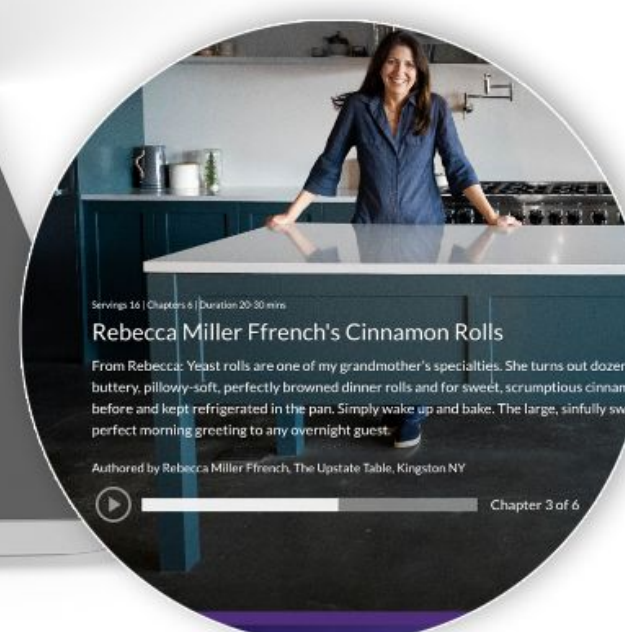 Servings 16 | Chapters 6 | Duration 20-30 mins
Rebecca Miller Ffrench's Cinnamon Rolls
From Rebecca: Yeast rolls are one of my grandmother's specialties. She turns out dozen
buttery, pillowy-soft, perfectly browned dinner rolls and for sweet, scrumptious cinnam
before and kept refrigerated in the pan. Simply wake up and bake. The large, sinfully sw
perfect morning greeting to any overnight guest.
Authored by Rebecca Miller Ffrench, The Upstate Table, Kingston NY
Chapter 3 of 6